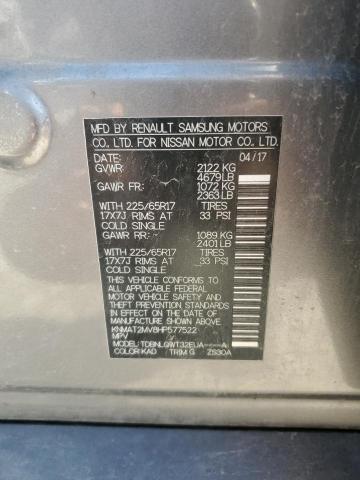 MFD BY RENAULT SAMSUNG MOTORS
CO. LTD. FOR NISSAN MOTOR CO. LTD.
DATE: 04/17
GVWR: 2122 KG
4679 LB
GAWR FR: 1072 KG
2363 LB
WITH 225/65R17 TIRES
17X7J RIMS AT 33 PSI
COLD SINGLE
GAWR RR: 1089 KG
2401 LB
WITH 225/65R17 TIRES
17X7J RIMS AT 33 PSI
COLD SINGLE
THIS VEHICLE CONFORMS TO ALL APPLICABLE
FEDERAL MOTOR VEHICLE SAFETY, BUMPER,
AND THEFT PREVENTION STANDARDS
IN EFFECT ON THE DATE OF
MANUFACTURE SHOWN ABOVE.
KNMAT2MV8HP577522
MPV
MODEL: TDBNLQWT32EUA----A
COLOR: KAD TRIM: G ZS30A